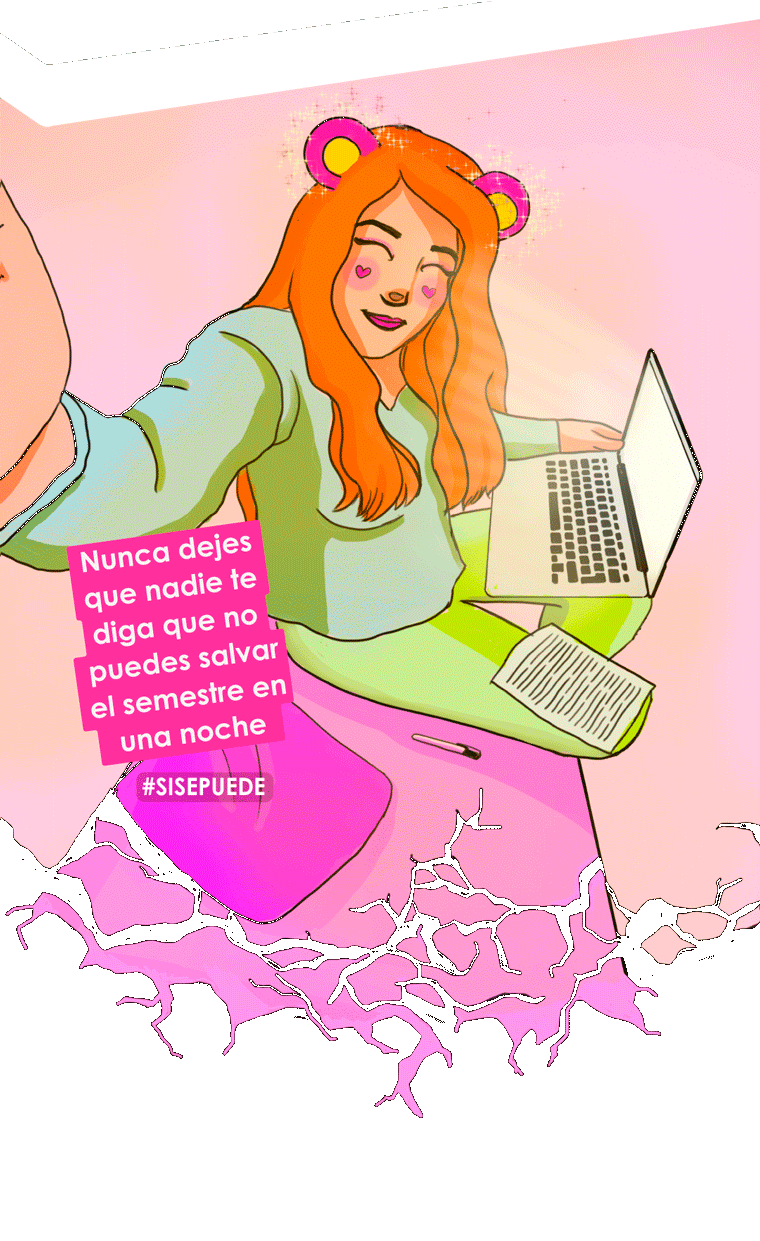 Nunca dejes
que nadie te
diga que no
puedes salvar
el semestre en
una noche
#SISEPUEDE